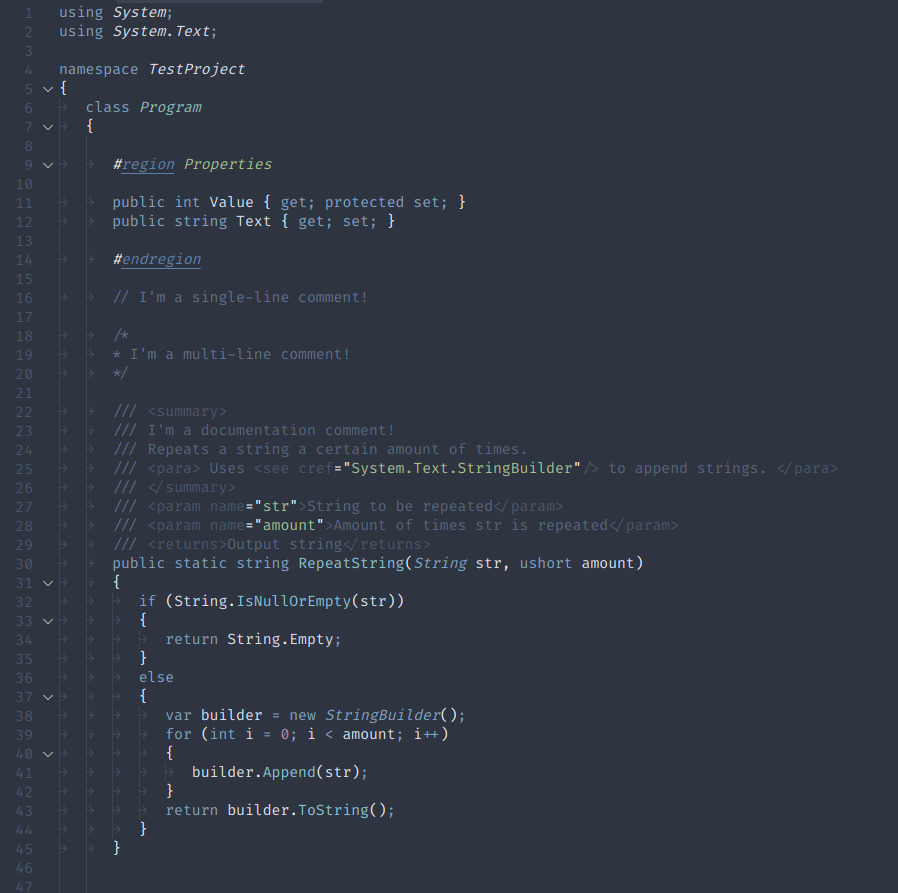 1 using System;
2 using System.Text;
3
4 namespace TestProject
5 {
6 class Program
7 {
8
9 #region Properties
10
11 public int Value { get; protected set; }
12 public string Text { get; set; }
13
14 #endregion
15
16 // I'm a single-line comment!
17
18 /*
19 * I'm a multi-line comment!
20 */
21
22 /// <summary>
23 /// I'm a documentation comment!
24 /// Repeats a string a certain amount of times.
25 /// <para> Uses <see cref="System.Text.StringBuilder"/> to append strings. </para>
26 /// </summary>
27 /// <param name="str">String to be repeated</param>
28 /// <param name="amount">Amount of times str is repeated</param>
29 /// <returns>Output string</returns>
30 public static string RepeatString(String str, ushort amount)
31 {
32 if (String.IsNullOrEmpty(str))
33 {
34 return String.Empty;
35 }
36 else
37 {
38 var builder = new StringBuilder();
39 for (int i = 0; i < amount; i++)
40 {
41 builder.Append(str);
42 }
43 return builder.ToString();
44 }
45 }
46
47